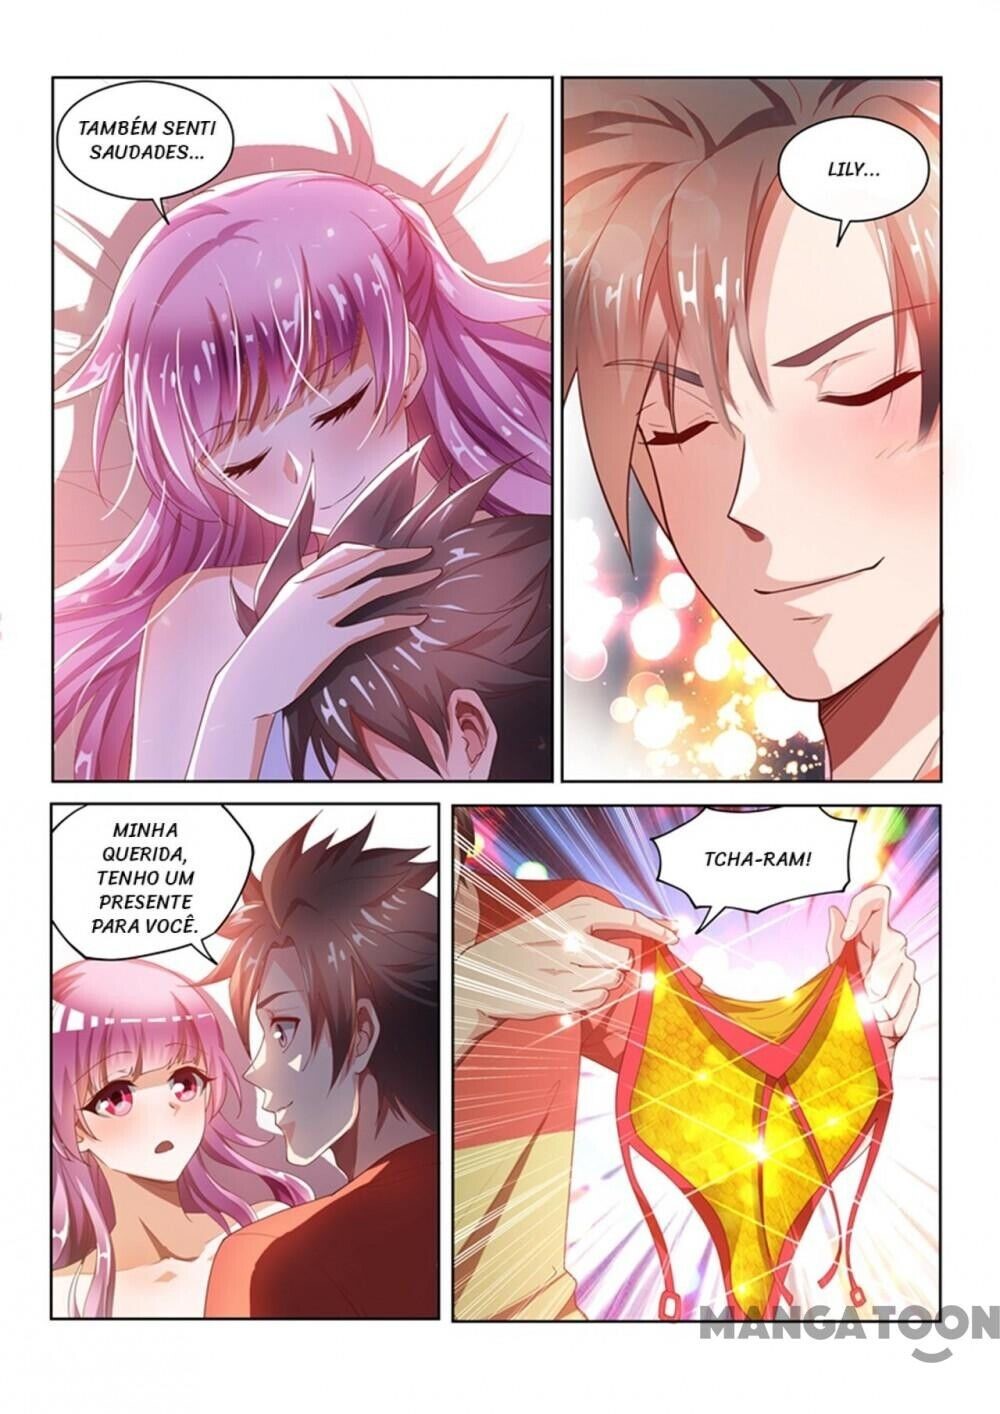 TAMBÉM SENTI
SAUDADES...
LILY...
MINHA
QUERIDA,
TENHO UM
PRESENTE
PARA VOCÊ.
TCHA-RAM!
MANGATOON